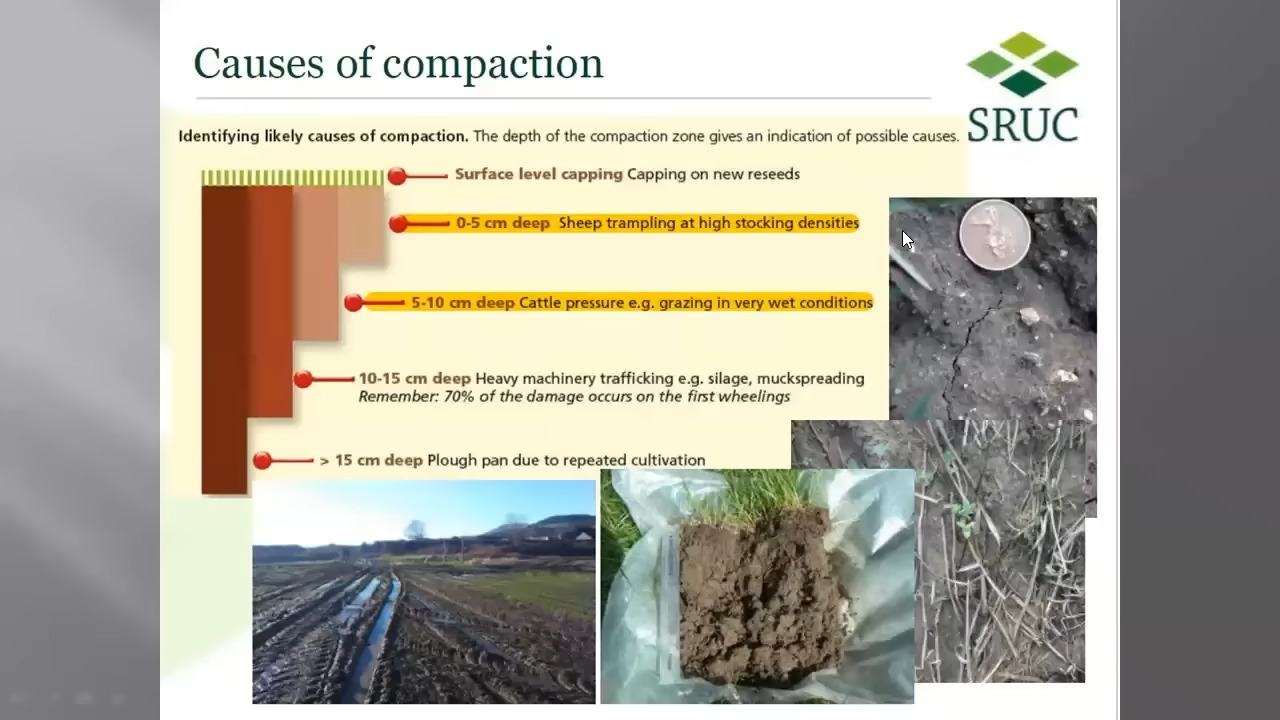 Causes of compaction
SRUC
Identifying likely causes of compaction. The depth of the compaction zone gives an indication of possible causes.
Surface level capping Capping on new reseeds
0-5 cm deep Sheep trampling at high stocking densities
5-10 cm deep Cattle pressure e.g. grazing in very wet conditions
10-15 cm deep Heavy machinery trafficking e.g. silage, muckspreading
Remember: 70% of the damage occurs on the first wheelings
> 15 cm deep Plough pan due to repeated cultivation